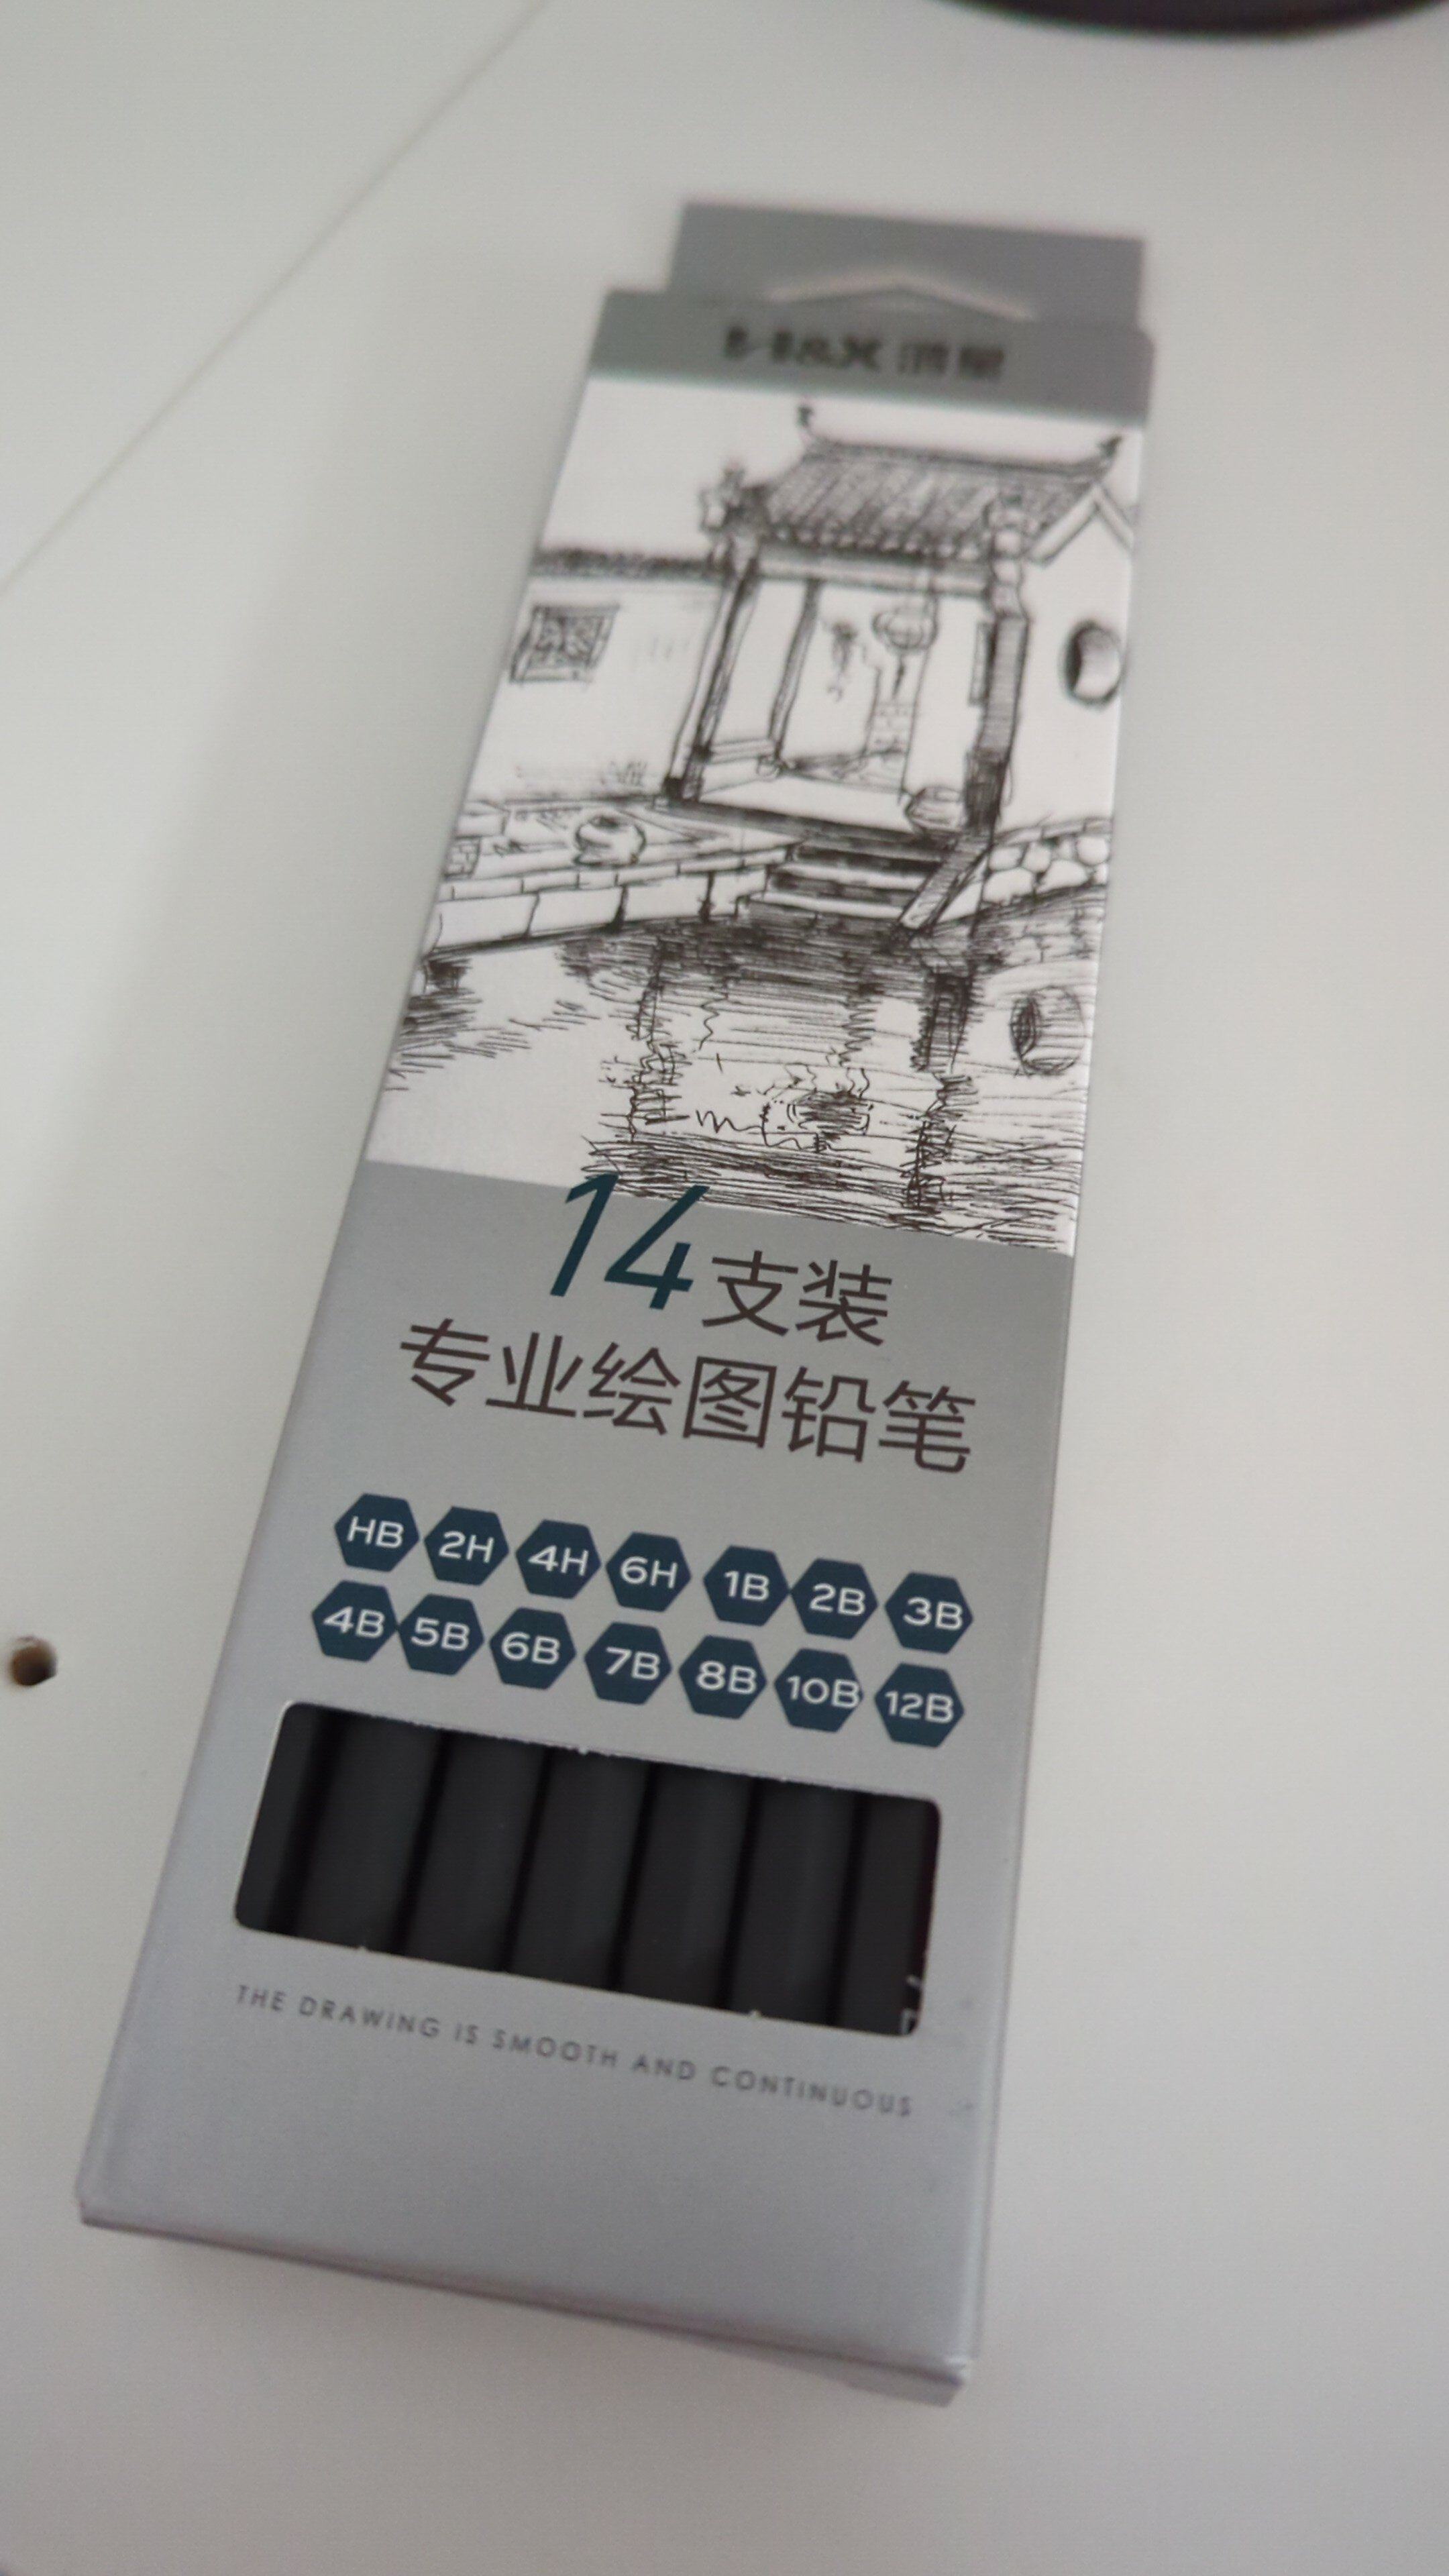 14支装
专业绘图铅笔
HB 2H 4H 6H 1B 2B 3B
4B 5B 6B 7B 8B 10B 12B
THE DRAWING IS SMOOTH AND CONTINUOUS